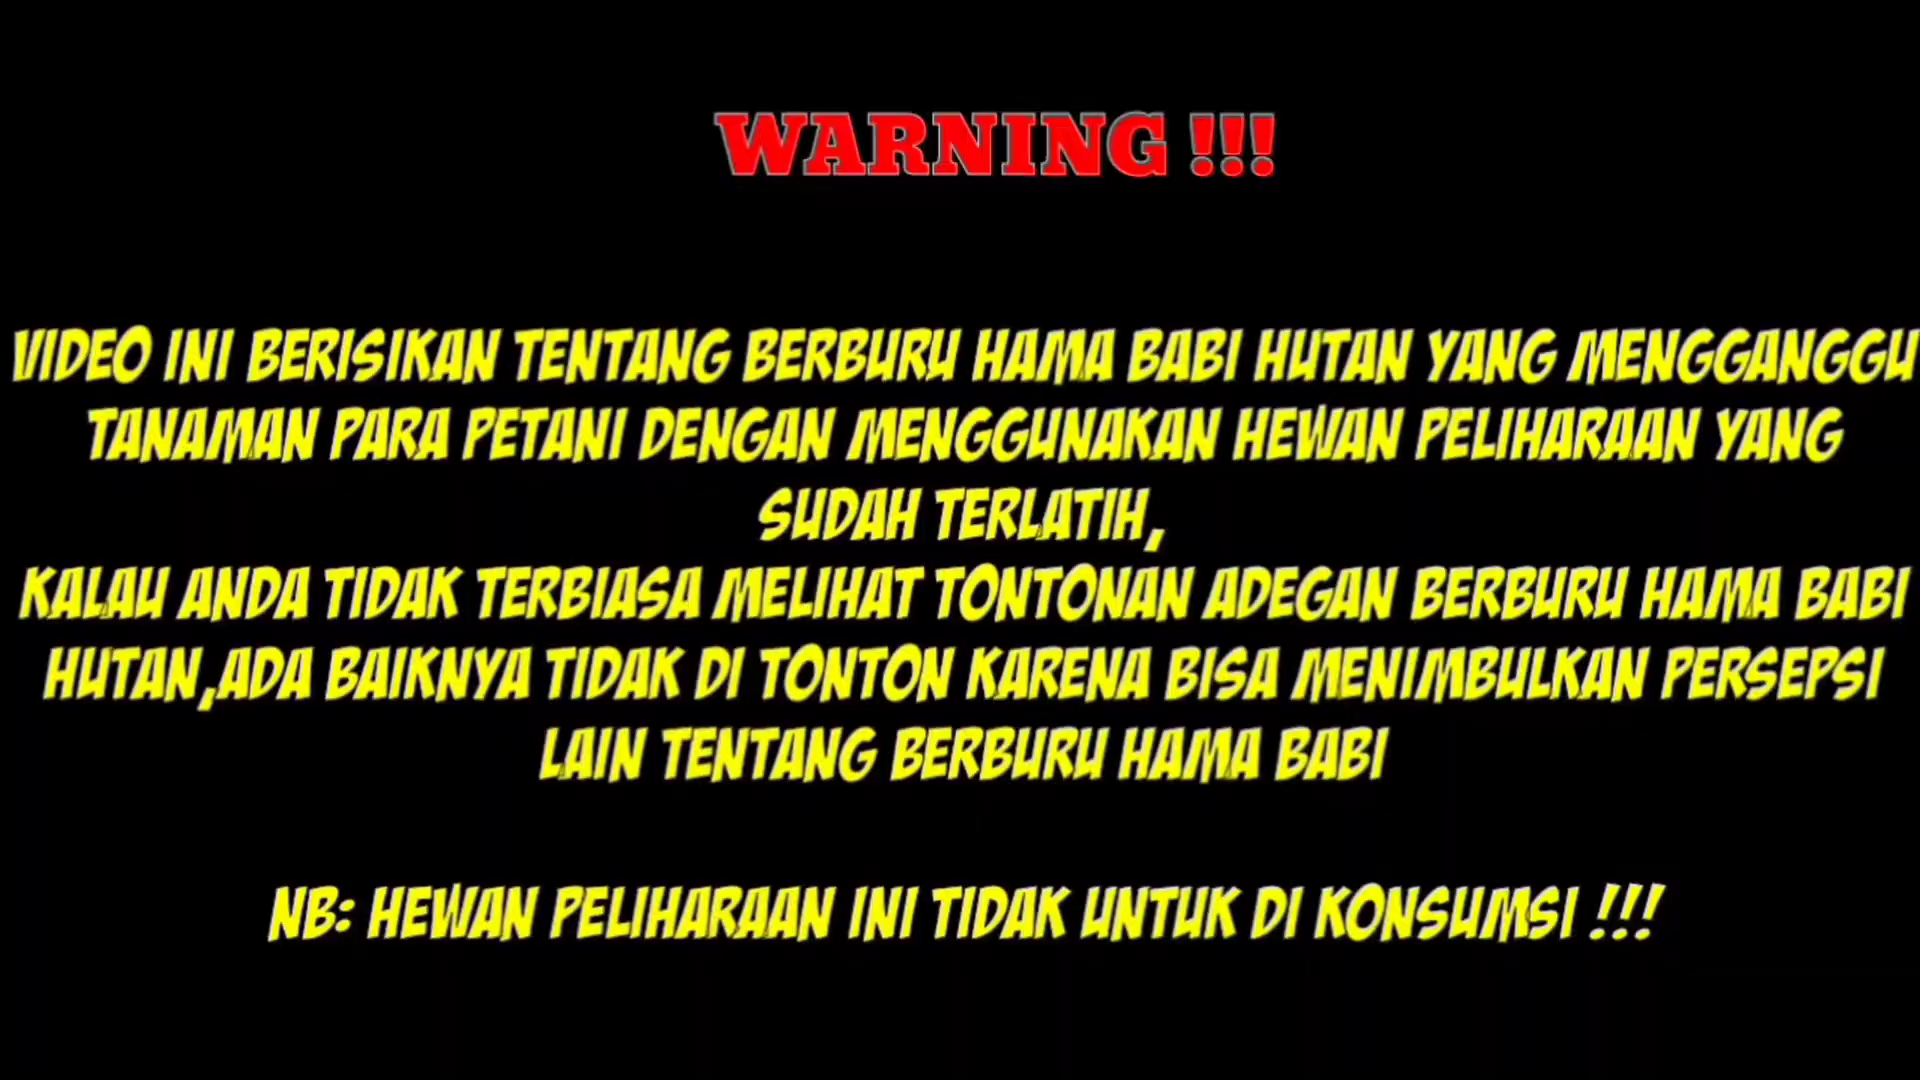 WARNING !!!
VIDEO INI BERISIKAN TENTANG BERBURU HAMA BABI HUTAN YANG MENGGANGGU
TANAMAN PARA PETANI DENGAN MENGGUNAKAN HEWAN PELIHARAAN YANG
SUDAH TERLATIH,
KALAU ANDA TIDAK TERBIASA MELIHAT TONTONAN ADEGAN BERBURU HAMA BABI
HUTAN,ADA BAIKNYA TIDAK DI TONTON KARENA BISA MENIMBULKAN PERSEPSI
LAIN TENTANG BERBURU HAMA BABI
NB: HEWAN PELIHARAAN INI TIDAK UNTUK DI KONSUMSI !!!